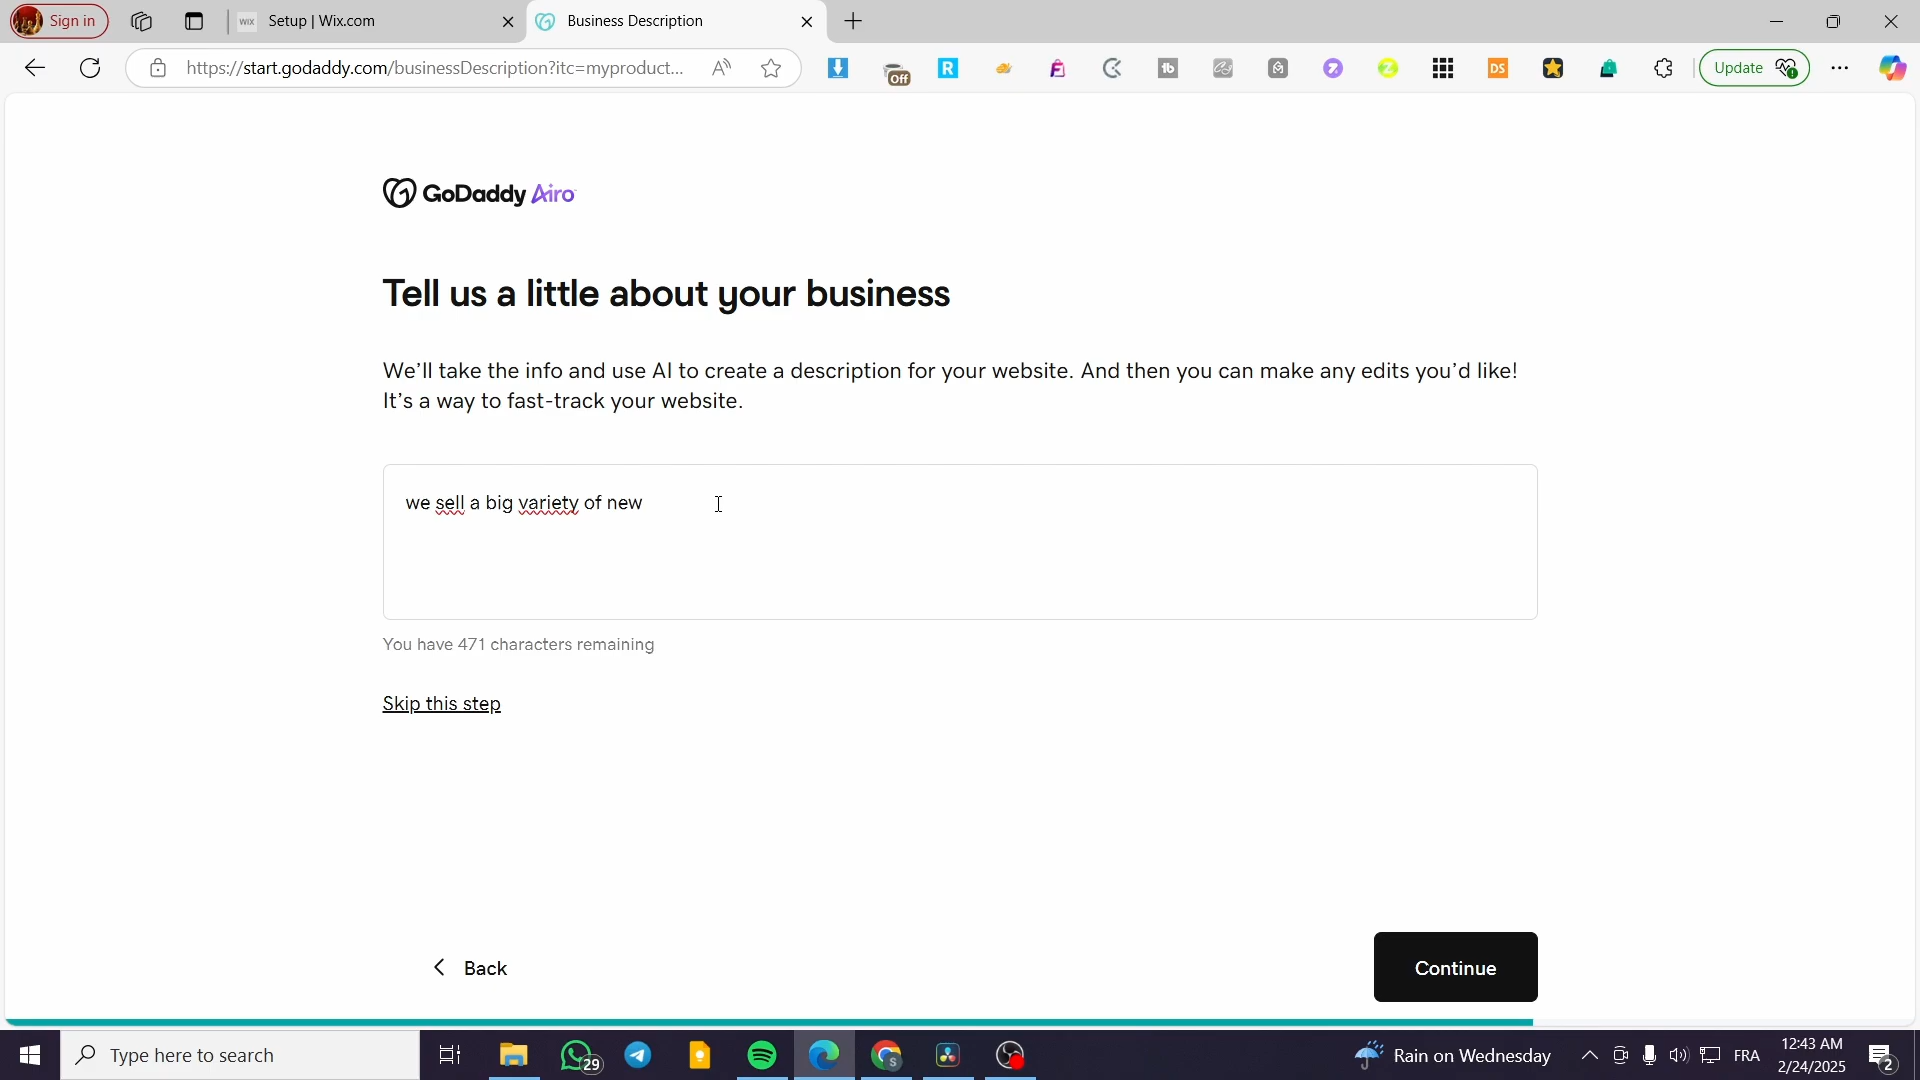 Sign in
WIX
Setup | Wix.com
Business Description
https://start.godaddy.com/businessDescription?itc=myproduct...
Off
R
1b
DS
Update
GoDaddy Airo
Tell us a little about your business
We'll take the info and use AI to create a description for your website. And then you can make any edits you'd like!
It's a way to fast-track your website.
we sell a big variety of new
You have 471 characters remaining
Skip this step
Back
Continue
Type here to search
29
Rain on Wednesday
FRA
12:43 AM
2/24/2025
2